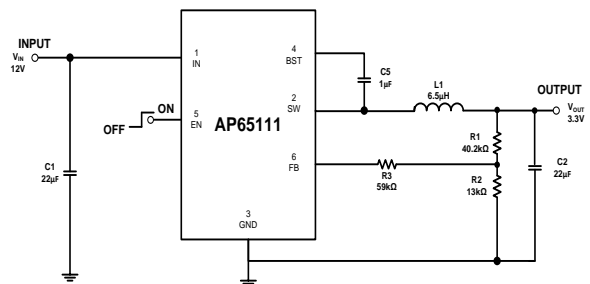 INPUT
VIN
12V
C1
22µF
ON
OFF
1
IN
5
EN
AP65111
4
BST
2
SW
6
FB
3
GND
C5
1µF
L1
6.5µH
R3
59kΩ
R1
40.2kΩ
R2
13kΩ
C2
22µF
OUTPUT
VOUT
3.3V